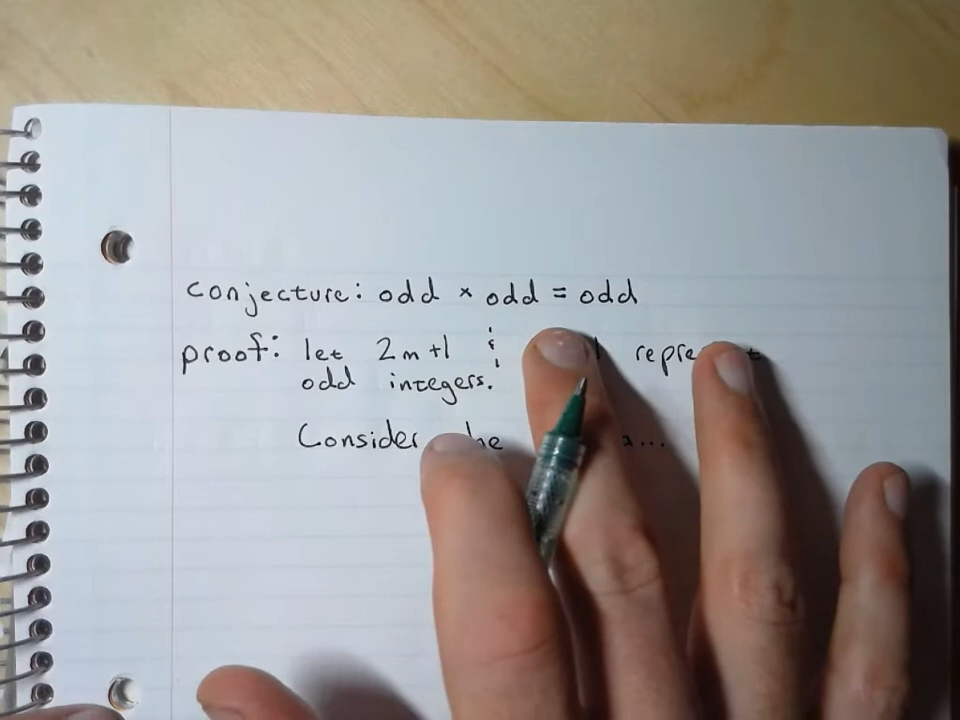 conjecture: odd × odd = odd
proof: let 2m+1 &
odd integers.
Consider